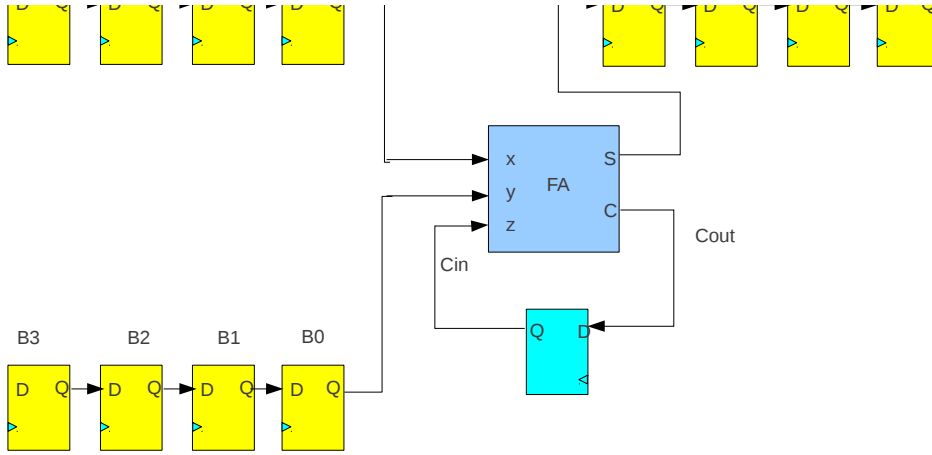 D Q D Q D Q D Q D Q D Q D Q D Q
x S
FA
y
C
z
Cout
Cin
Q D
B3 B2 B1 B0
D Q D Q D Q D Q